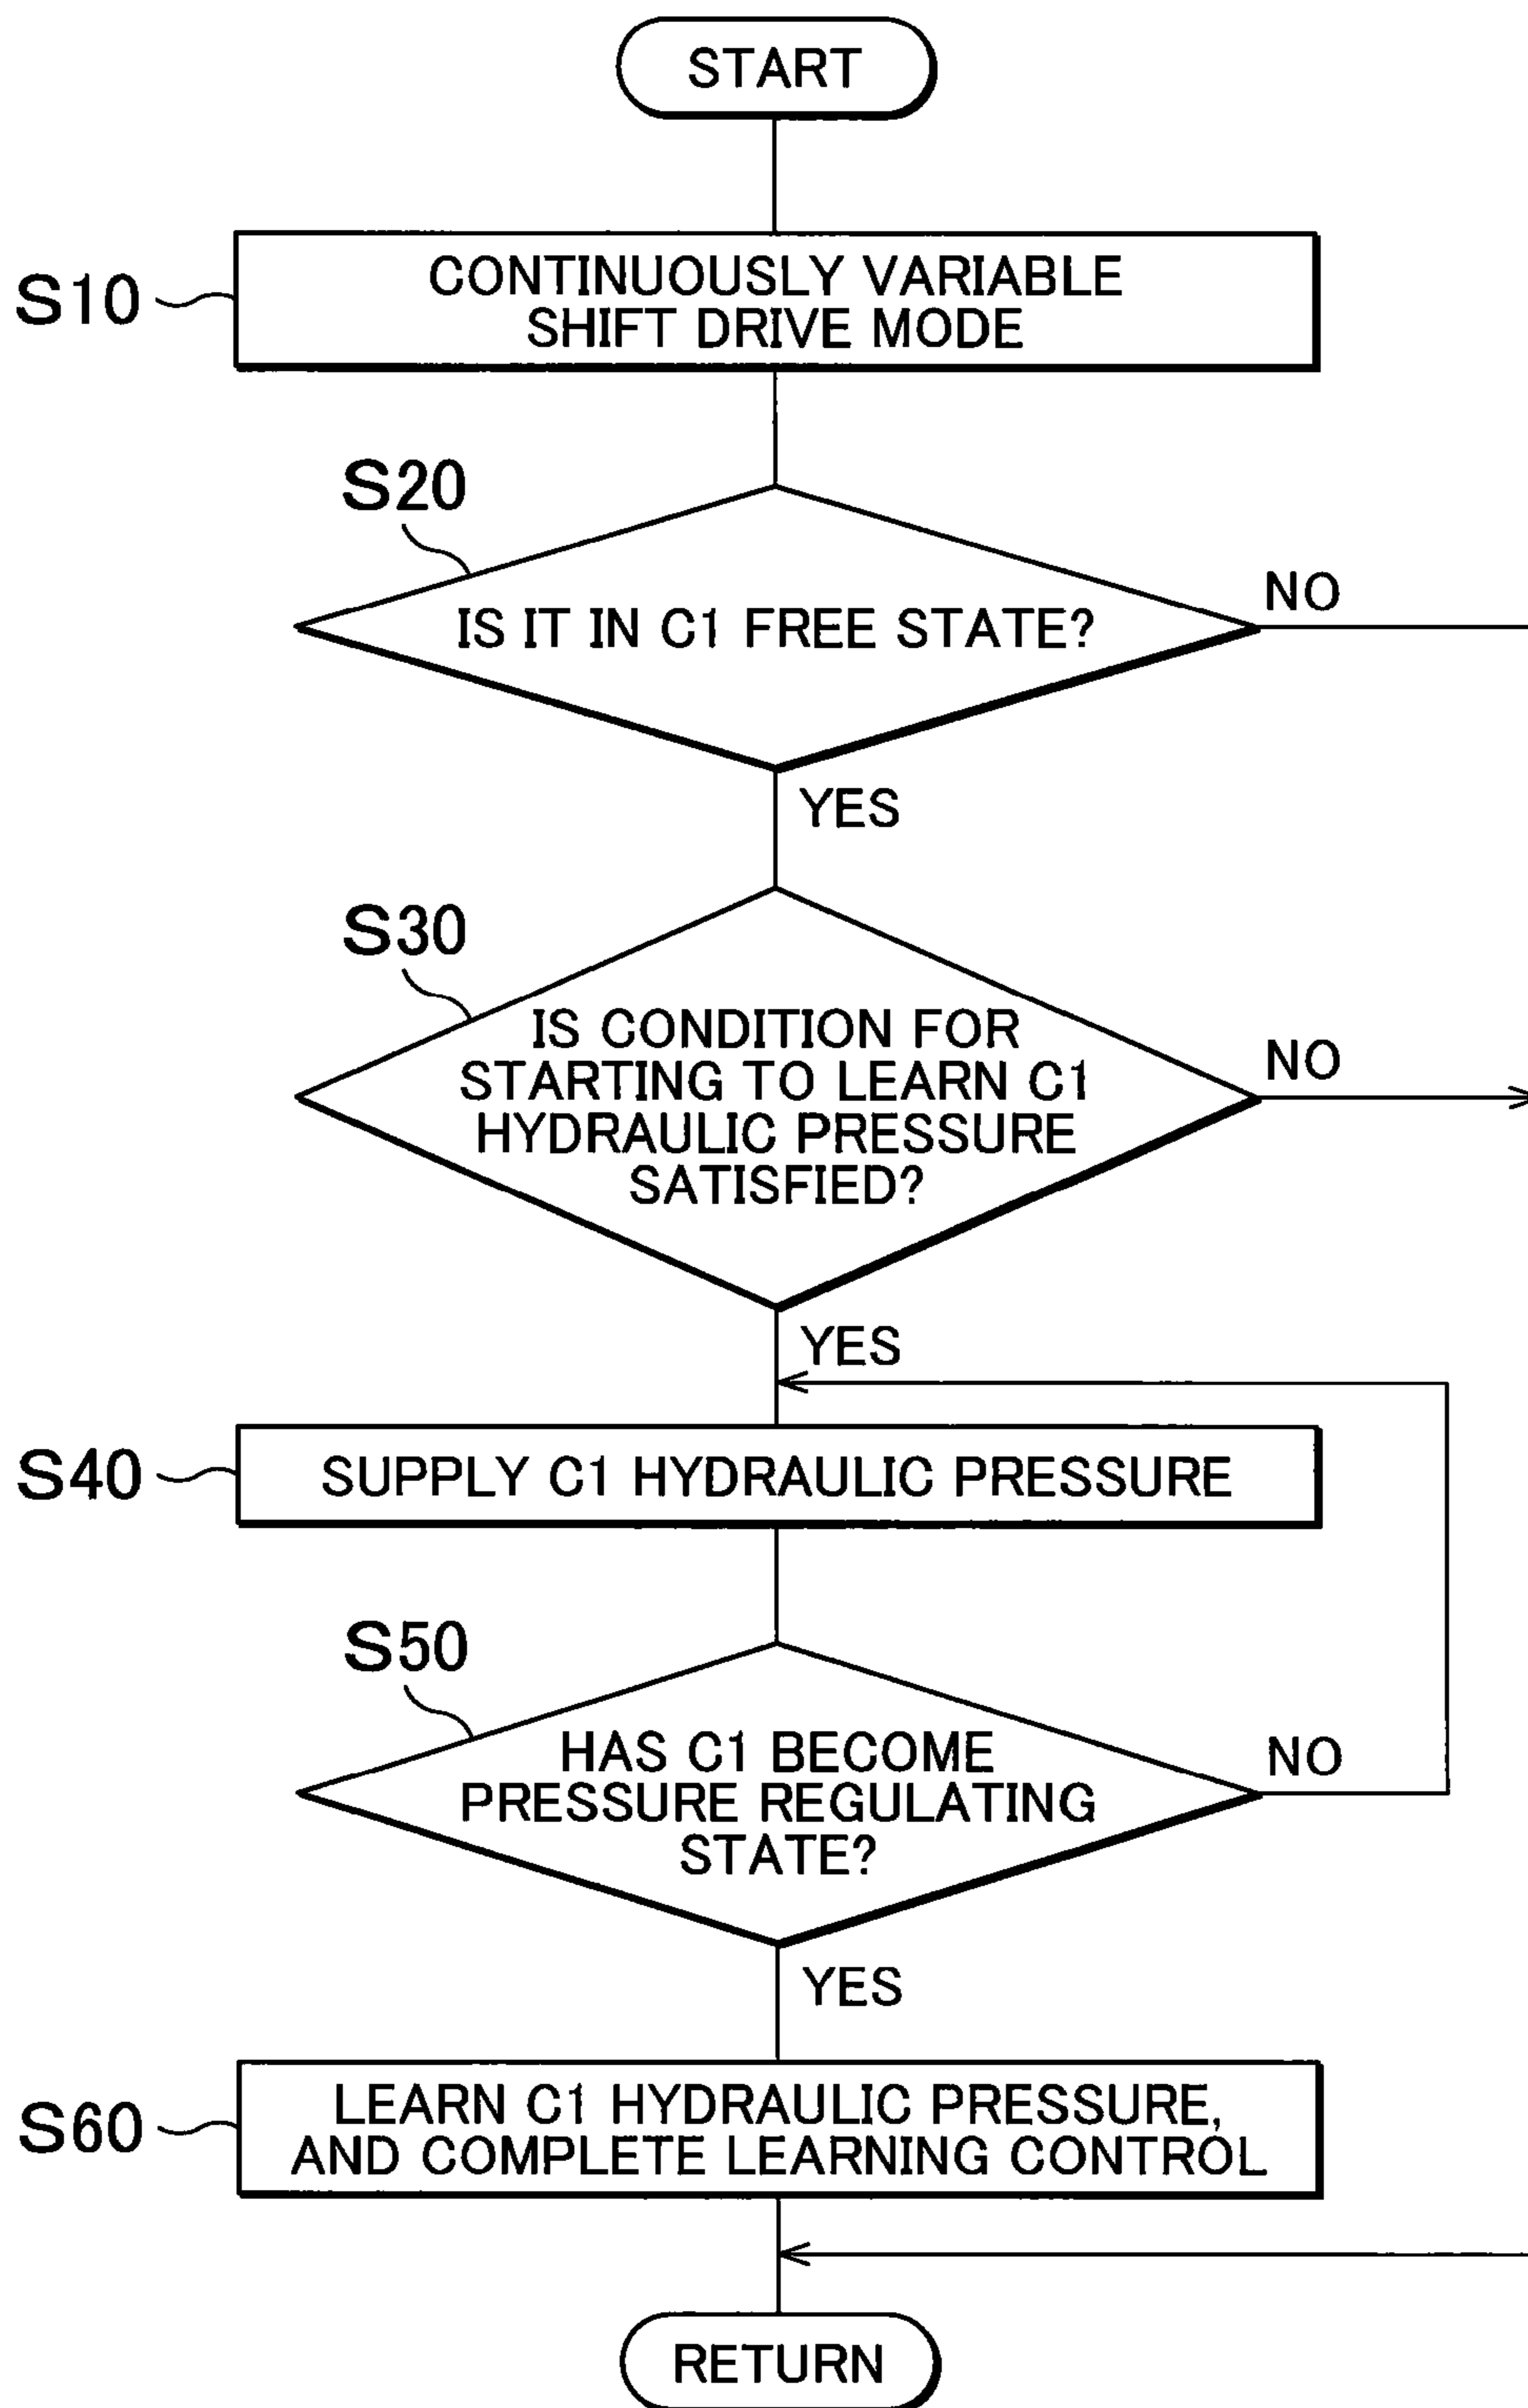 START
S10
CONTINUOUSLY VARIABLE
SHIFT DRIVE MODE
S20
IS IT IN C1 FREE STATE?
NO
YES
S30
IS CONDITION FOR
STARTING TO LEARN C1
HYDRAULIC PRESSURE
SATISFIED?
NO
YES
S40
SUPPLY C1 HYDRAULIC PRESSURE
S50
HAS C1 BECOME
PRESSURE REGULATING
STATE?
NO
YES
S60
LEARN C1 HYDRAULIC PRESSURE,
AND COMPLETE LEARNING CONTROL
RETURN